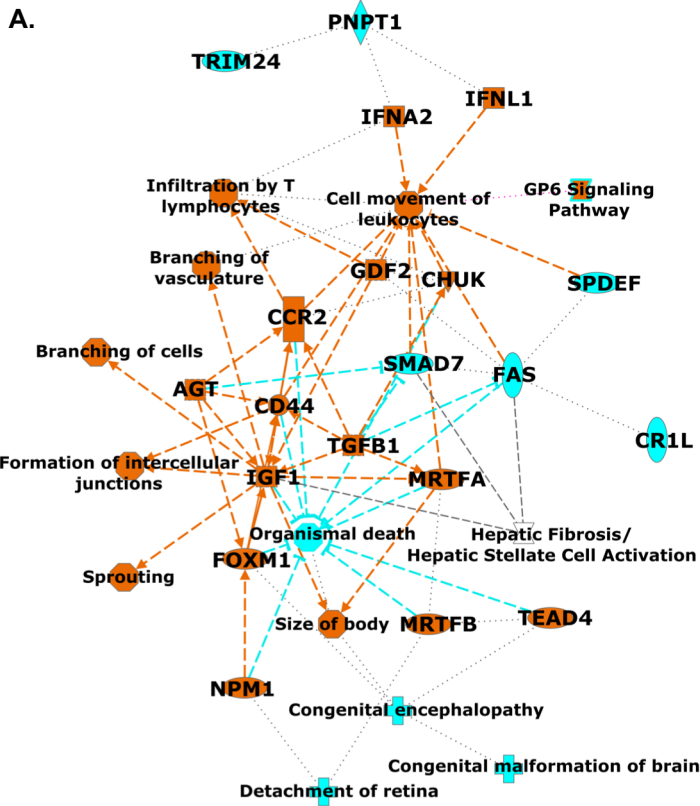 A.
PNPT1
TRIM24
IFNL1
IFNA2
Infiltration by T
lymphocytes
Cell movement of
leukocytes
GP6 Signaling
Pathway
Branching of
vasculature
GDF2
CHUK
SPDEF
CCR2
Branching of cells
SMAD7
FAS
AGT
CD44
CR1L
TGFB1
Formation of intercellular
junctions
IGF1
MRTFA
Organismal death
Hepatic Fibrosis/
Hepatic Stellate Cell Activation
FOXM1
Sprouting
Size of body
MRTFB
TEAD4
NPM1
Congenital encephalopathy
Congenital malformation of brain
Detachment of retina